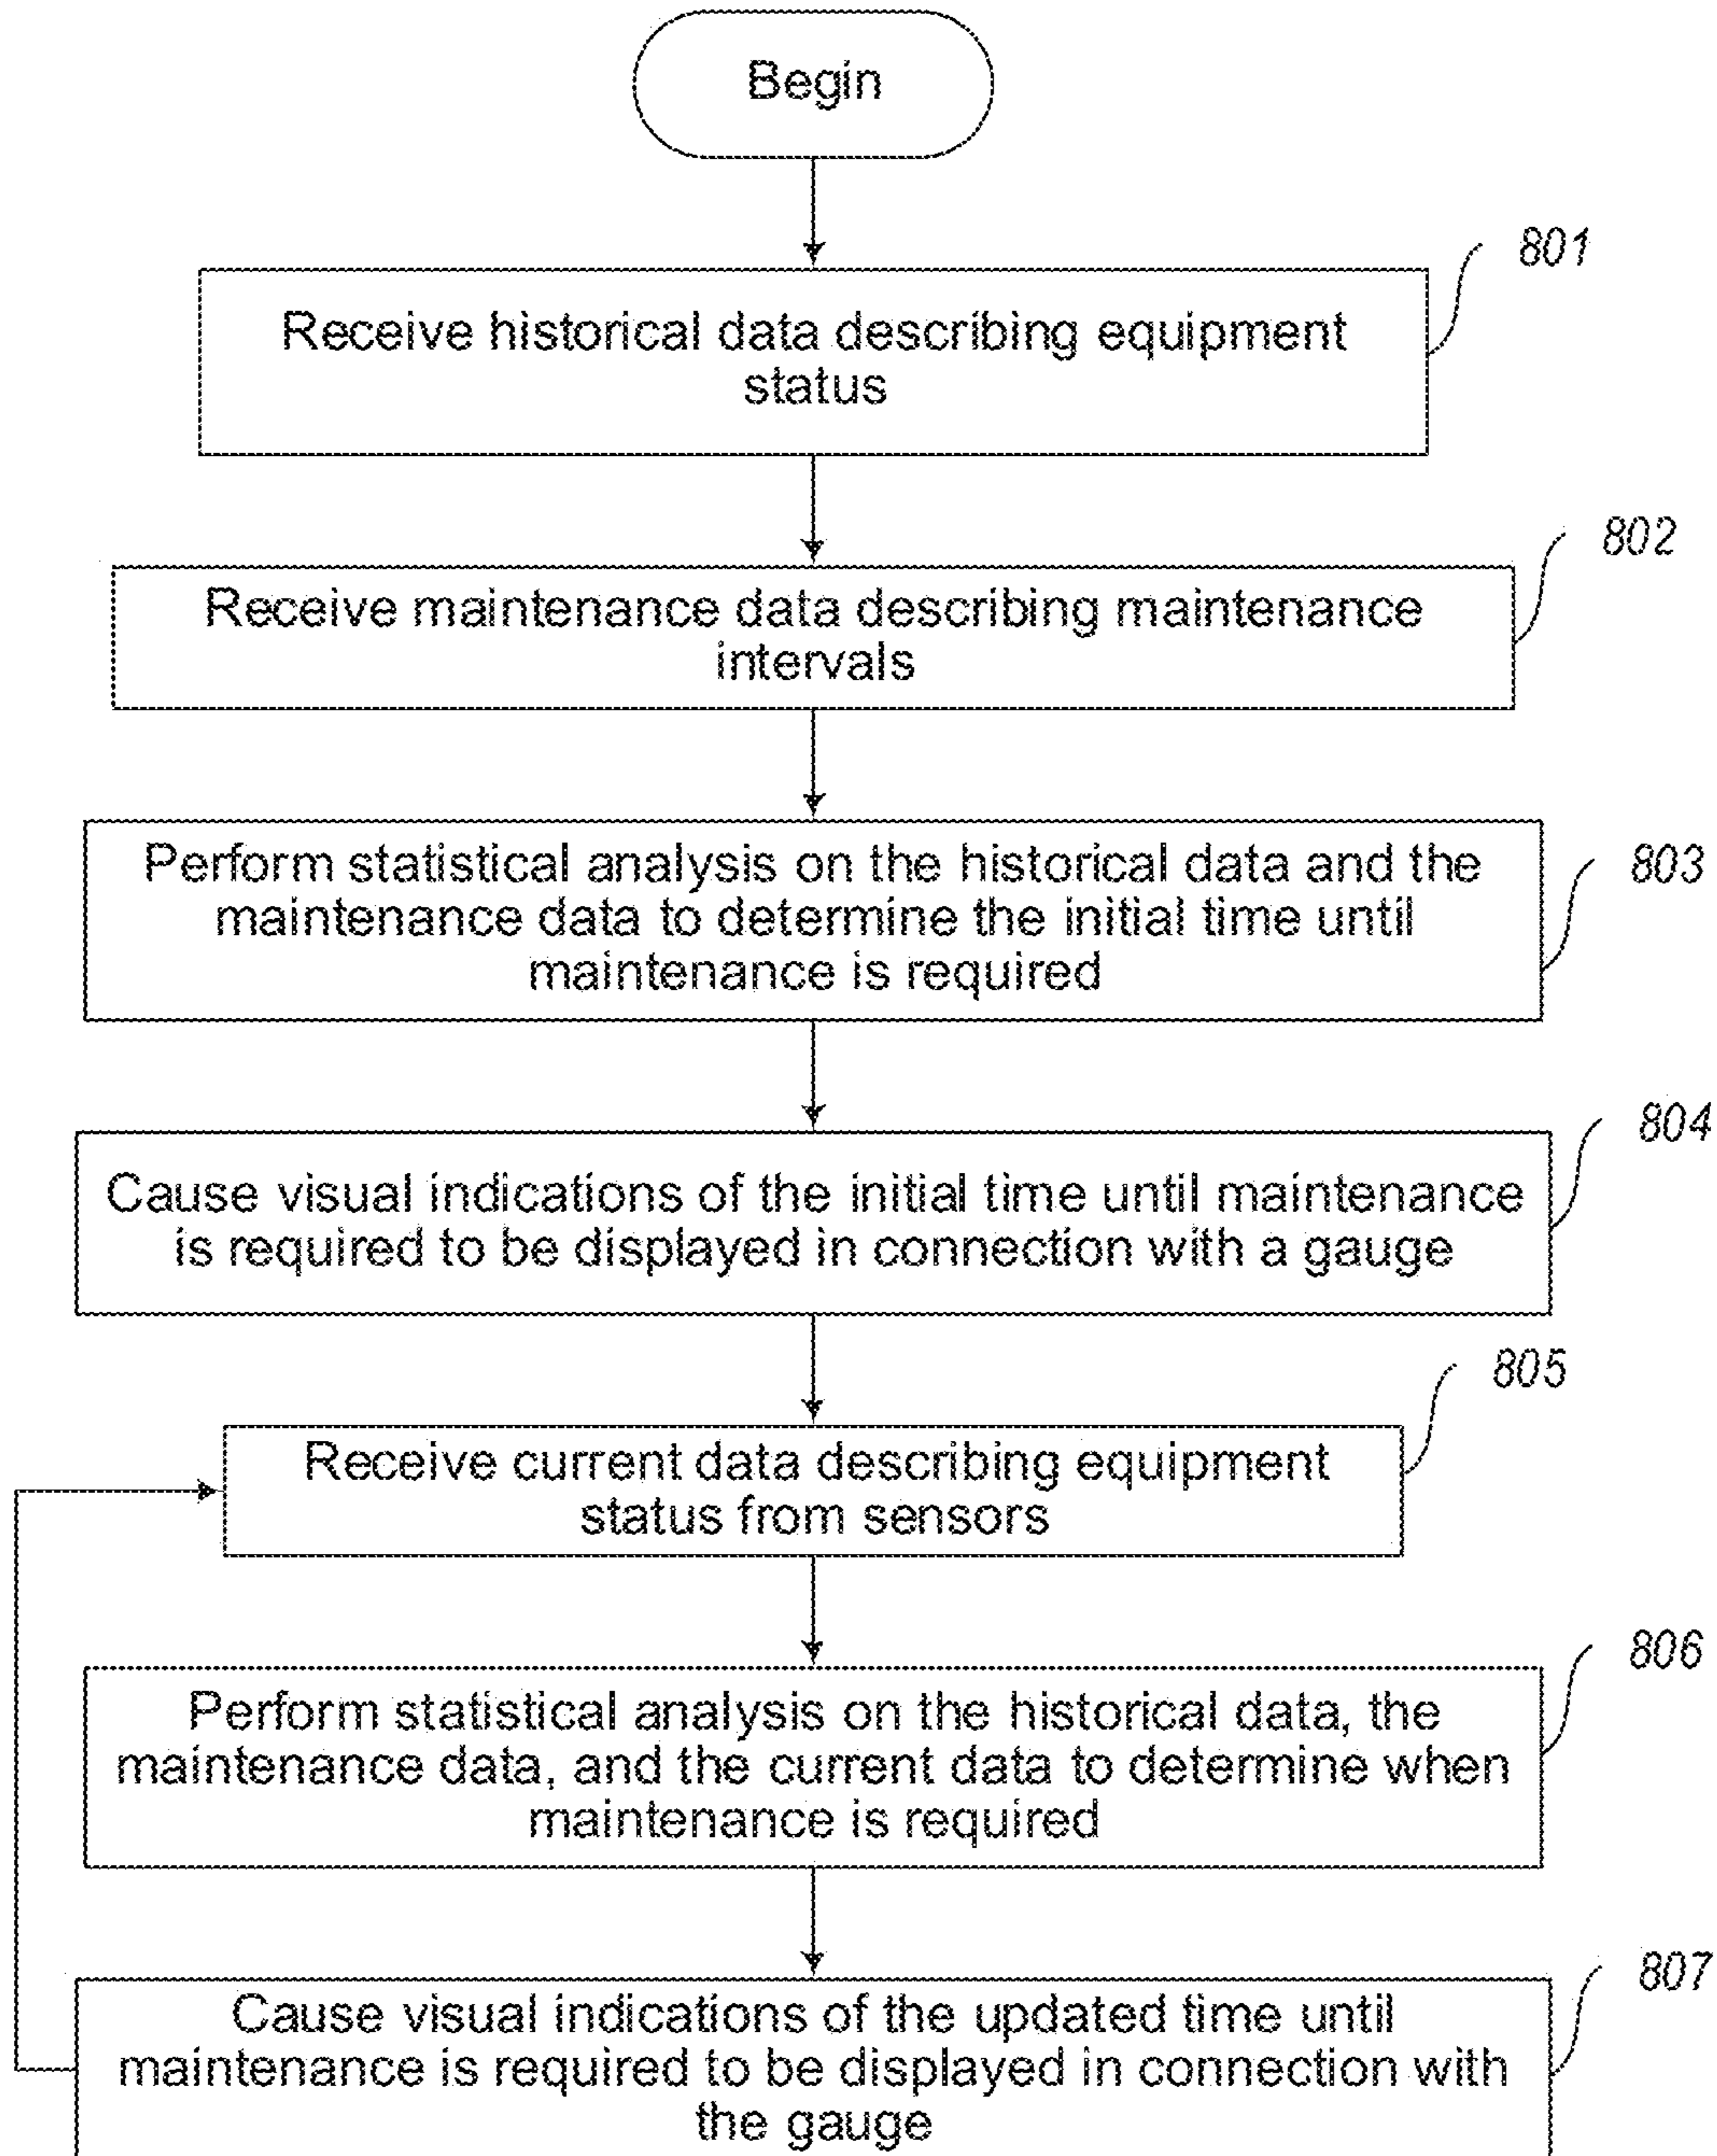 Begin
801
Receive historical data describing equipment
status
802
Receive maintenance data describing maintenance
intervals
803
Perform statistical analysis on the historical data and the
maintenance data to determine the initial time until
maintenance is required
804
Cause visual indications of the initial time until maintenance
is required to be displayed in connection with a gauge
805
Receive current data describing equipment
status from sensors
806
Perform statistical analysis on the historical data, the
maintenance data, and the current data to determine when
maintenance is required
807
Cause visual indications of the updated time until
maintenance is required to be displayed in connection with
the gauge